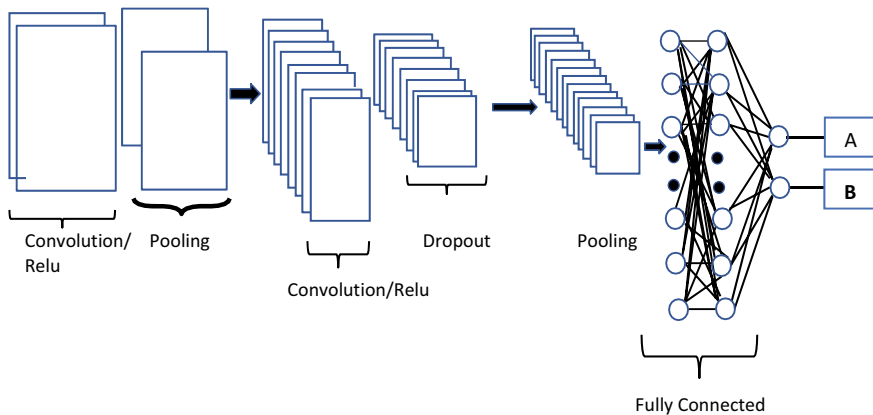 Convolution/
Relu
Pooling
Convolution/Relu
Dropout
Pooling
Fully Connected
A
B